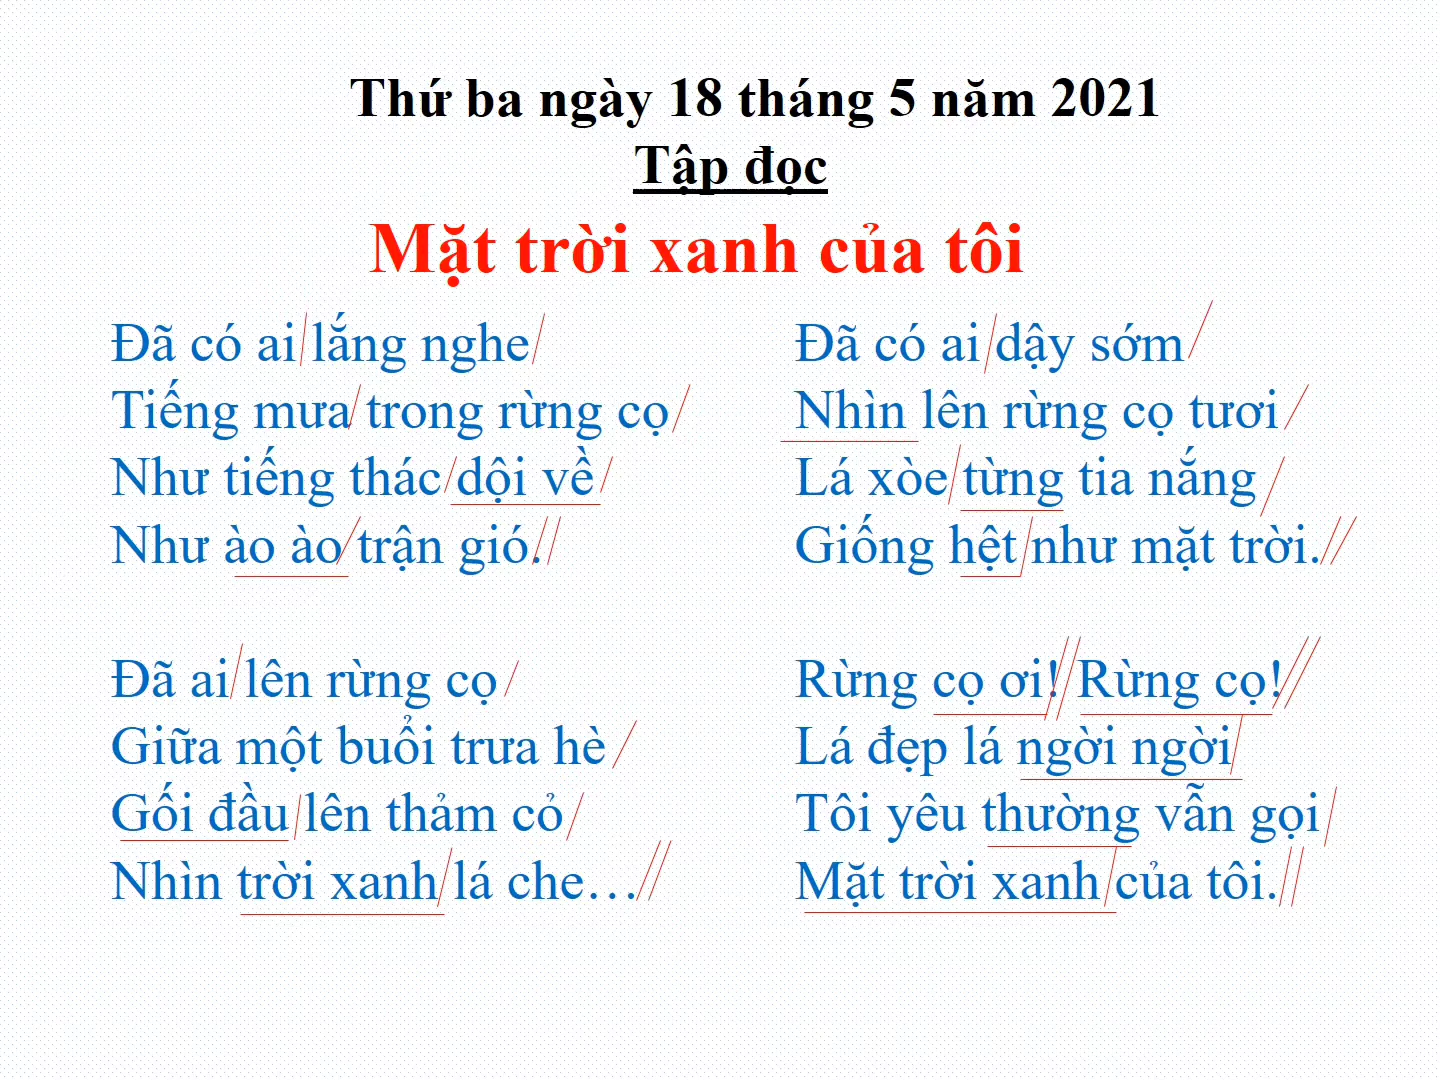 Thứ ba ngày 18 tháng 5 năm 2021
Tập đọc
Mặt trời xanh của tôi
Đã có ai/ lắng nghe/
Tiếng mưa/ trong rừng cọ/
Như tiếng thác/ dội về/
Như ào ào/ trận gió.//
Đã ai/ lên rừng cọ/
Giữa một buổi trưa hè/
Gối đầu/ lên thảm cỏ/
Nhìn trời xanh/ lá che…//
Đã có ai/ dậy sớm/
Nhìn lên rừng cọ tươi/
Lá xòe/ từng tia nắng/
Giống hệt/ như mặt trời.//
Rừng cọ ơi!// Rừng cọ!//
Lá đẹp lá ngời ngời/
Tôi yêu thường vẫn gọi/
Mặt trời xanh/ của tôi.//